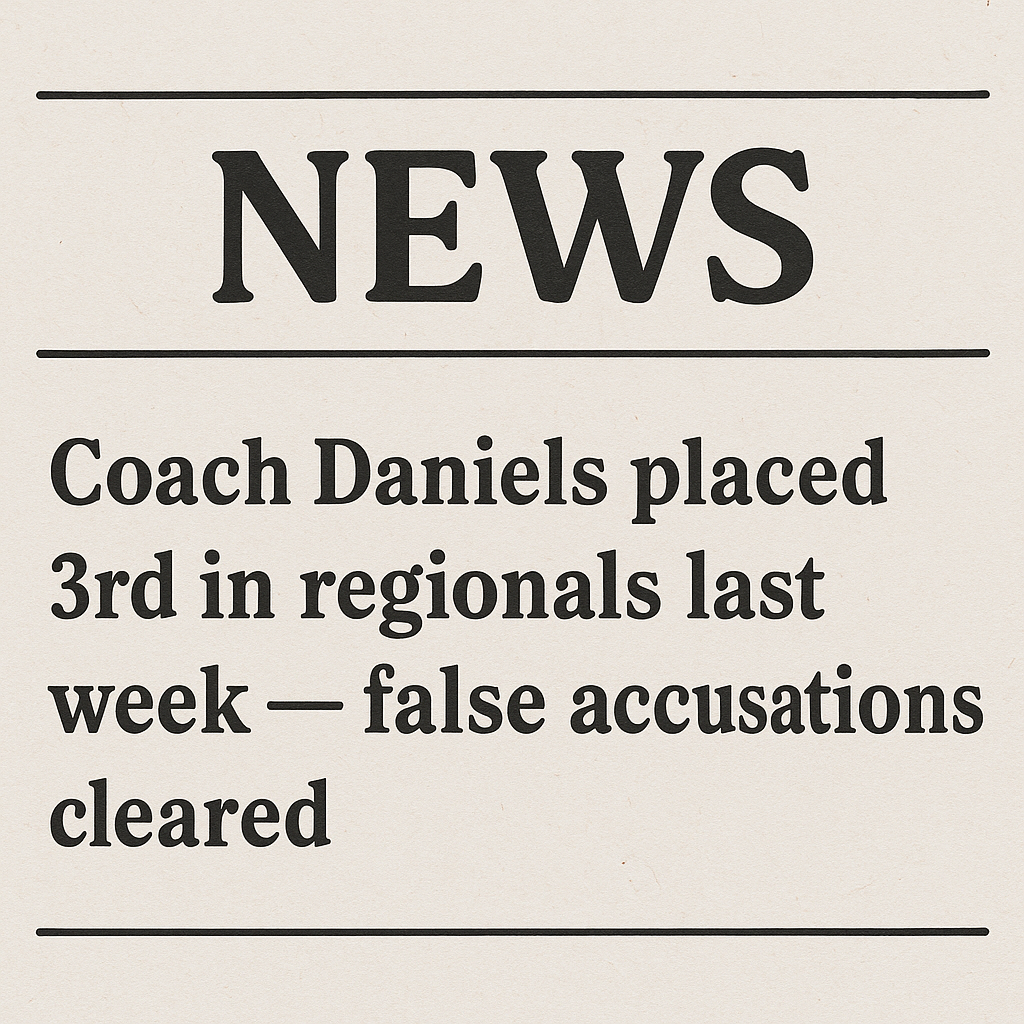 NEWS
Coach Daniels placed
3rd in regionals last
week — false accusations
cleared